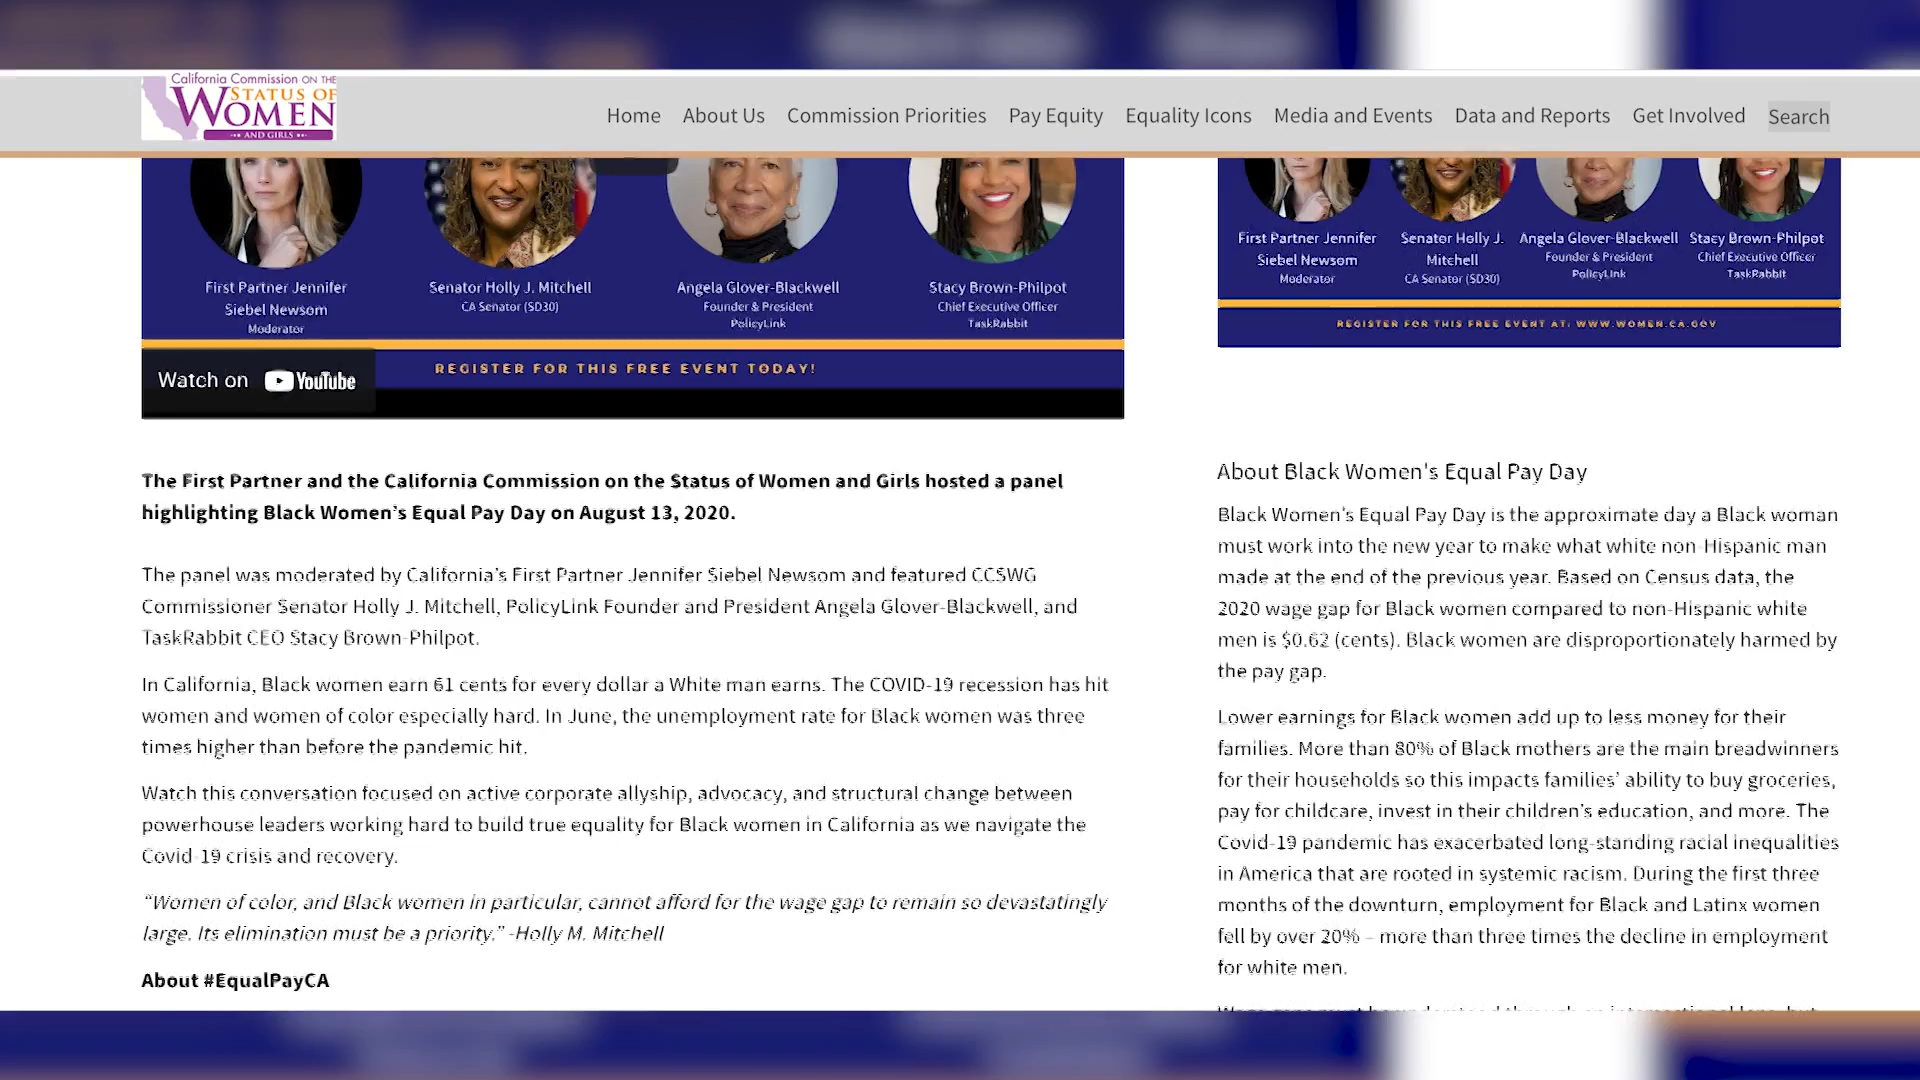 California Commission ON THE
STATUS OF
WOMEN
AND GIRLS
Home About Us Commission Priorities Pay Equity Equality Icons Media and Events Data and Reports Get Involved Search
First Partner Jennifer
Siebel Newsom
Moderator
Senator Holly J. Mitchell
CA Senator (SD30)
Angela Glover-Blackwell
Founder & President
PolicyLink
Stacy Brown-Philpot
Chief Executive Officer
TaskRabbit
REGISTER FOR THIS FREE EVENT TODAY!
Watch on YouTube
The First Partner and the California Commission on the Status of Women and Girls hosted a panel
highlighting Black Women’s Equal Pay Day on August 13, 2020.
The panel was moderated by California’s First Partner Jennifer Siebel Newsom and featured CCSWG
Commissioner Senator Holly J. Mitchell, PolicyLink Founder and President Angela Glover-Blackwell, and
TaskRabbit CEO Stacy Brown-Philpot.
In California, Black women earn 61 cents for every dollar a White man earns. The COVID-19 recession has hit
women and women of color especially hard. In June, the unemployment rate for Black women was three
times higher than before the pandemic hit.
Watch this conversation focused on active corporate allyship, advocacy, and structural change between
powerhouse leaders working hard to build true equality for Black women in California as we navigate the
Covid-19 crisis and recovery.
“Women of color, and Black women in particular, cannot afford for the wage gap to remain so devastatingly
large. Its elimination must be a priority.” -Holly M. Mitchell
About #EqualPayCA
First Partner Jennifer
Siebel Newsom
Moderator
Senator Holly J.
Mitchell
CA Senator (SD30)
Angela Glover-Blackwell
Founder & President
PolicyLink
Stacy Brown-Philpot
Chief Executive Officer
TaskRabbit
REGISTER FOR THIS FREE EVENT AT: WWW.WOMEN.CA.GOV
About Black Women's Equal Pay Day
Black Women’s Equal Pay Day is the approximate day a Black woman
must work into the new year to make what white non-Hispanic man
made at the end of the previous year. Based on Census data, the
2020 wage gap for Black women compared to non-Hispanic white
men is $0.62 (cents). Black women are disproportionately harmed by
the pay gap.
Lower earnings for Black women add up to less money for their
families. More than 80% of Black mothers are the main breadwinners
for their households so this impacts families’ ability to buy groceries,
pay for childcare, invest in their children’s education, and more. The
Covid-19 pandemic has exacerbated long-standing racial inequalities
in America that are rooted in systemic racism. During the first three
months of the downturn, employment for Black and Latinx women
fell by over 20% – more than three times the decline in employment
for white men.